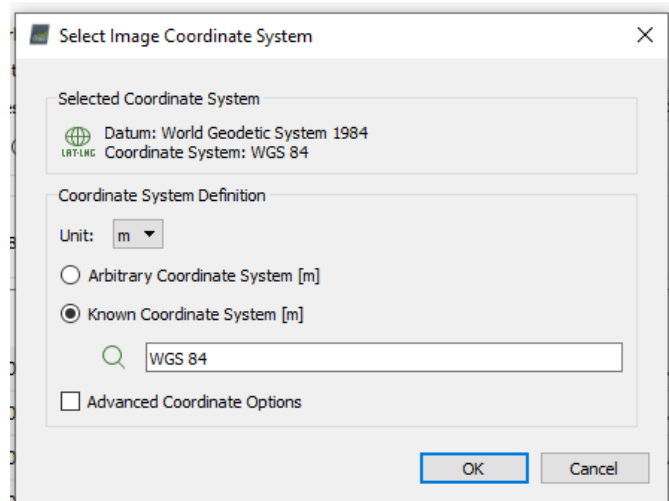 Select Image Coordinate System
Selected Coordinate System
Datum: World Geodetic System 1984
LAT-LNG Coordinate System: WGS 84
Coordinate System Definition
Unit: m
Arbitrary Coordinate System [m]
Known Coordinate System [m]
WGS 84
Advanced Coordinate Options
OK Cancel